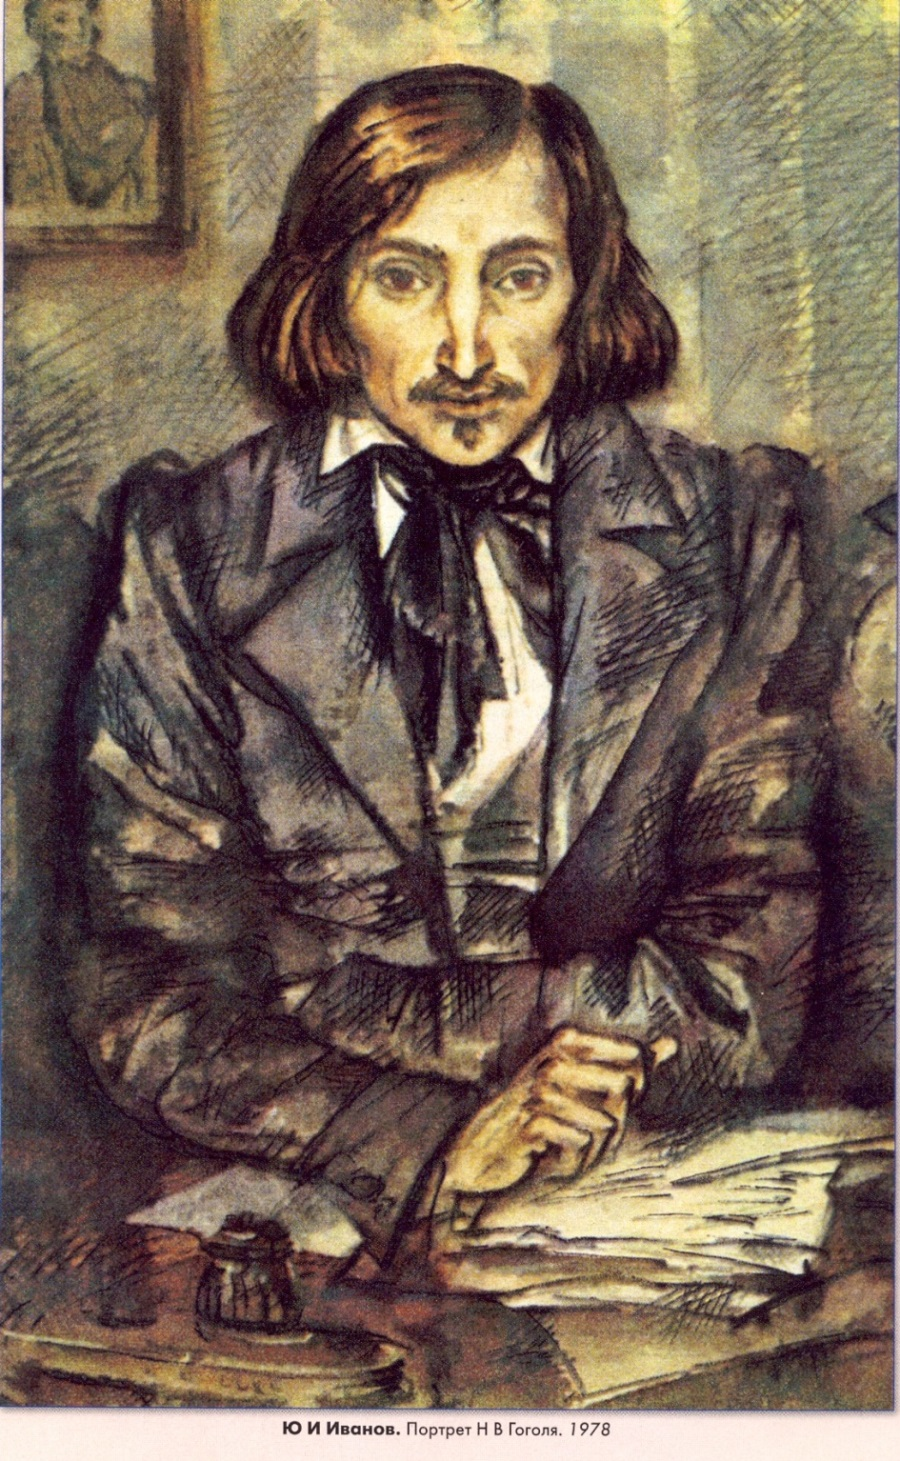 Ю И Иванов. Портрет Н В Гоголя. 1978